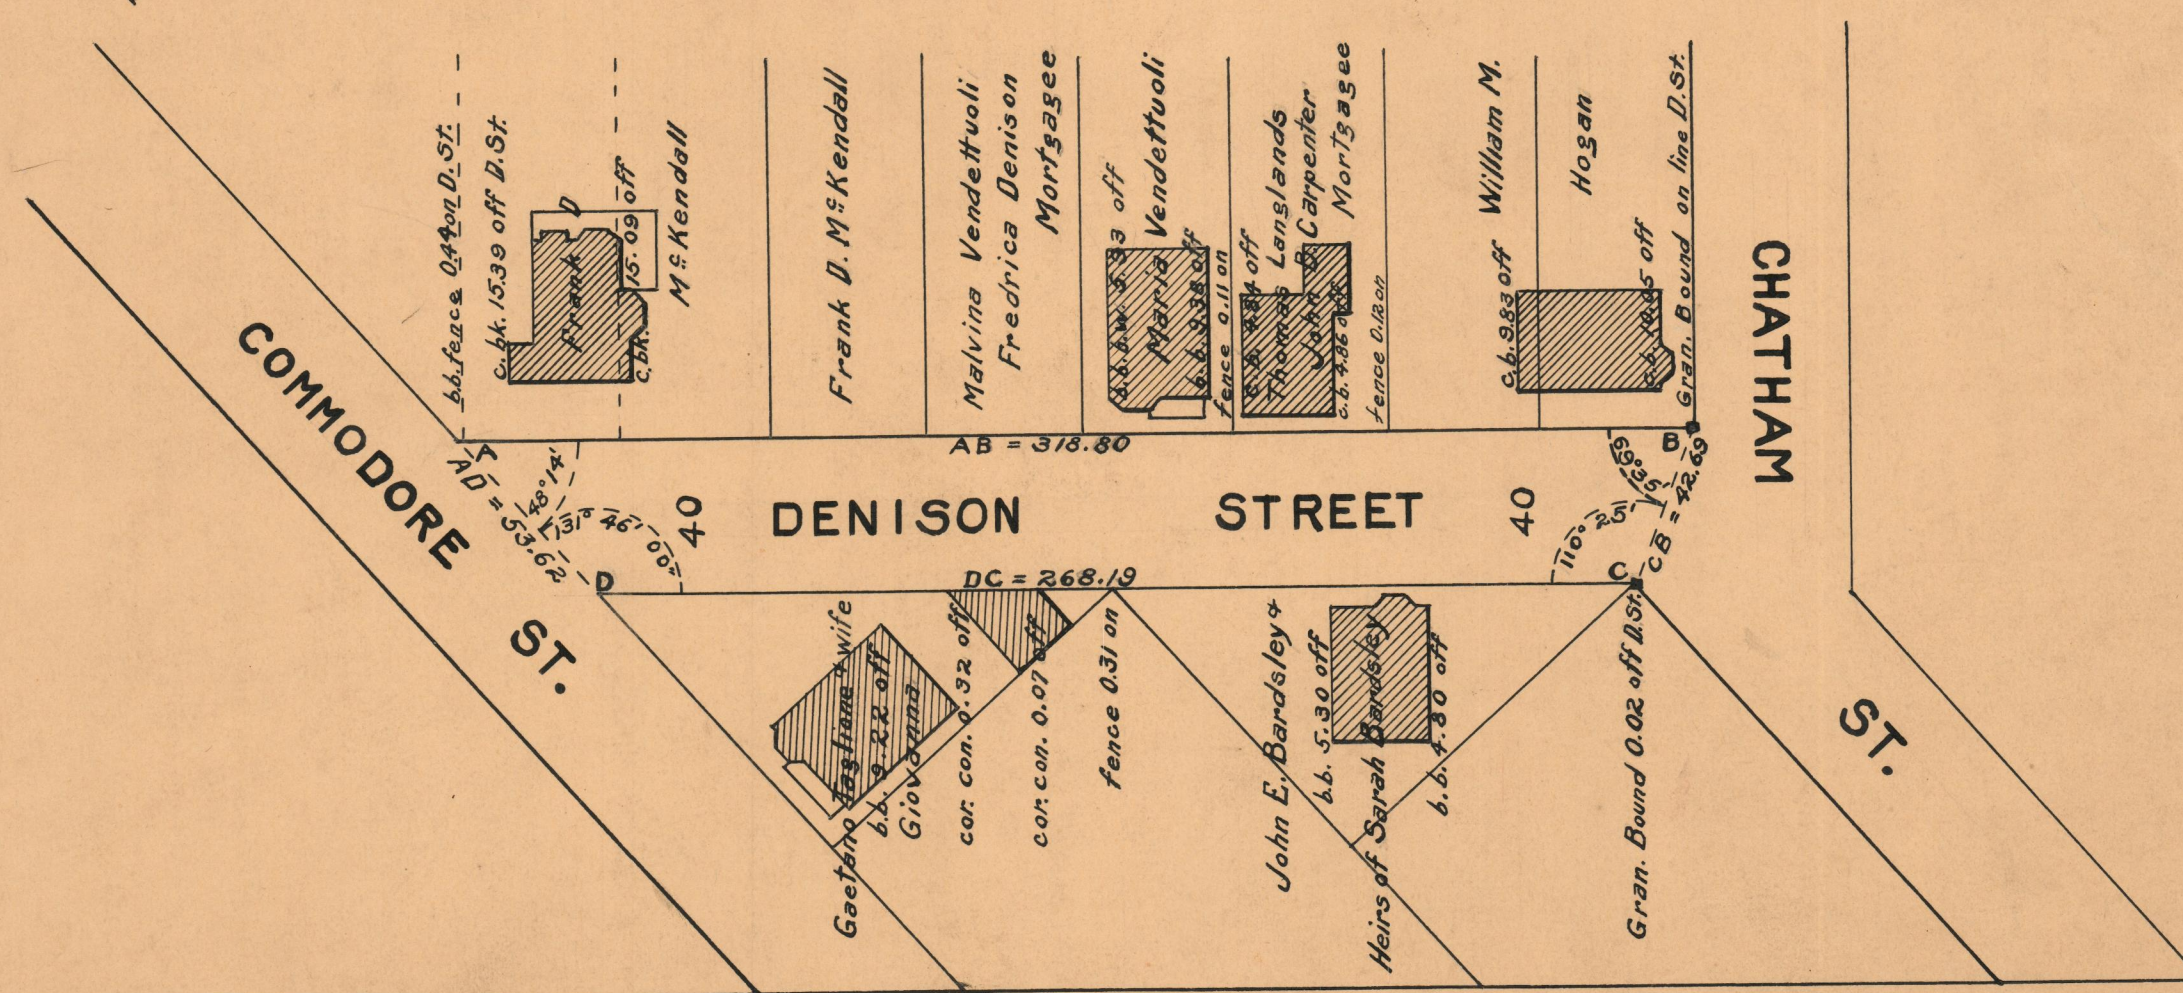 COMMODORE
ST.
b.b. fence 0.44 on D. St.
c. bk. 15.39 off D. St.
Frank D
15.09 off
c. bk.
McKendall
Frank D. McKendall
Malvina Vendettuoli
Fredrica Denison
Mortgagee
b.b.w. 5.33 off
Maria Vendettuoli
b.b. 9.38 off
fence 0.11 on
c. b. 4.84 off
Thomas Langlands
John B. Carpenter
Mortgagee
c. b. 4.86 off
fence 0.12 on
William M.
c. b. 9.83 off
Hogan
off
Gran. Bound on line D. St.
CHATHAM
ST.
A
AB = 318.80
B
AD = 53.62
48° 14'
131° 46' 00"
40
DENISON STREET
40
69° 35'
110° 25'
CB = 42.69
D
DC = 268.19
C
Gaetano Taglione & wife
b.b. 9.22 off
Giovanna
cor. con. 0.32 off
cor. con. 0.07 off
fence 0.31 on
John E. Bardsley &
b.b. 5.30 off
Heirs of Sarah Bardsley
b.b. 4.80 off
Gran. Bound 0.02 off D. St.